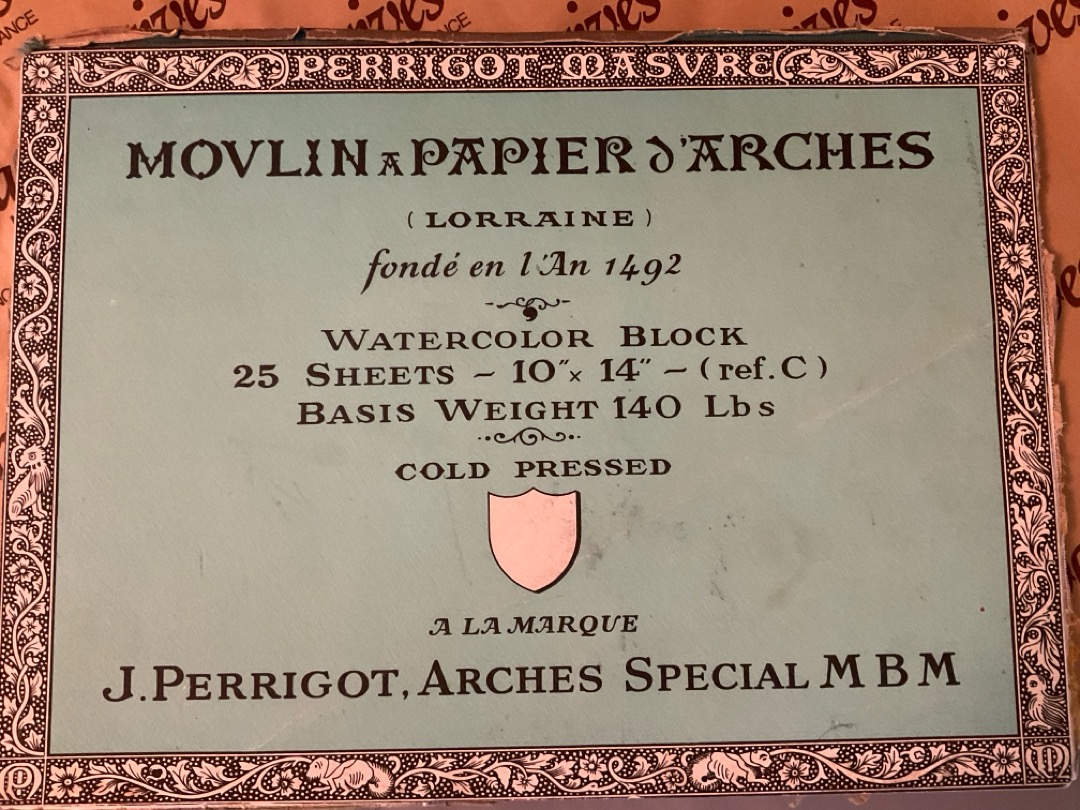 PERRIGOT-MASVRE
MOVLIN A PAPIER d'ARCHES
( LORRAINE )
fondé en l'An 1492
WATERCOLOR BLOCK
25 SHEETS – 10″ x 14″ – ( ref. C )
BASIS WEIGHT 140 Lbs
COLD PRESSED
A LA MARQUE
J. PERRIGOT, ARCHES SPECIAL M B M